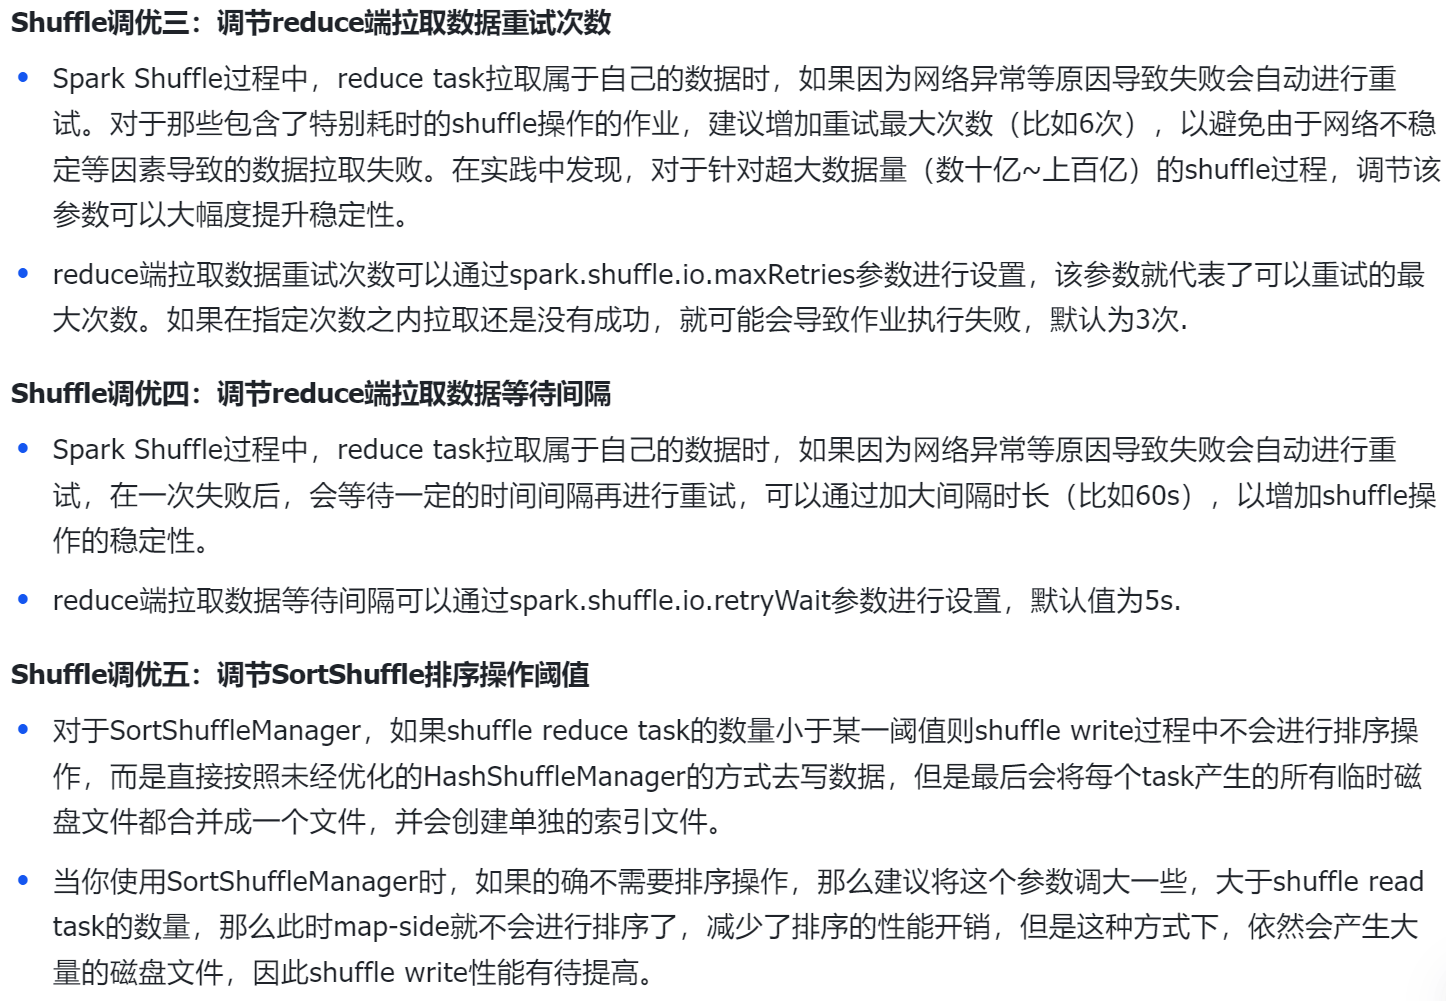 Shuffle调优三：调节reduce端拉取数据重试次数
Spark Shuffle过程中，reduce task拉取属于自己的数据时，如果因为网络异常等原因导致失败会自动进行重
试。对于那些包含了特别耗时的shuffle操作的作业，建议增加重试最大次数（比如6次），以避免由于网络不稳
定等因素导致的数据拉取失败。在实践中发现，对于针对超大数据量（数十亿~上百亿）的shuffle过程，调节该
参数可以大幅度提升稳定性。
reduce端拉取数据重试次数可以通过spark.shuffle.io.maxRetries参数进行设置，该参数就代表了可以重试的最
大次数。如果在指定次数之内拉取还是没有成功，就可能会导致作业执行失败，默认为3次.
Shuffle调优四：调节reduce端拉取数据等待间隔
Spark Shuffle过程中，reduce task拉取属于自己的数据时，如果因为网络异常等原因导致失败会自动进行重
试，在一次失败后，会等待一定的时间间隔再进行重试，可以通过加大间隔时长（比如60s），以增加shuffle操
作的稳定性。
reduce端拉取数据等待间隔可以通过spark.shuffle.io.retryWait参数进行设置，默认值为5s.
Shuffle调优五：调节SortShuffle排序操作阈值
对于SortShuffleManager，如果shuffle reduce task的数量小于某一阈值则shuffle write过程中不会进行排序操
作，而是直接按照未经优化的HashShuffleManager的方式去写数据，但是最后会将每个task产生的所有临时磁
盘文件都合并成一个文件，并会创建单独的索引文件。
当你使用SortShuffleManager时，如果的确不需要排序操作，那么建议将这个参数调大一些，大于shuffle read
task的数量，那么此时map-side就不会进行排序了，减少了排序的性能开销，但是这种方式下，依然会产生大
量的磁盘文件，因此shuffle write性能有待提高。